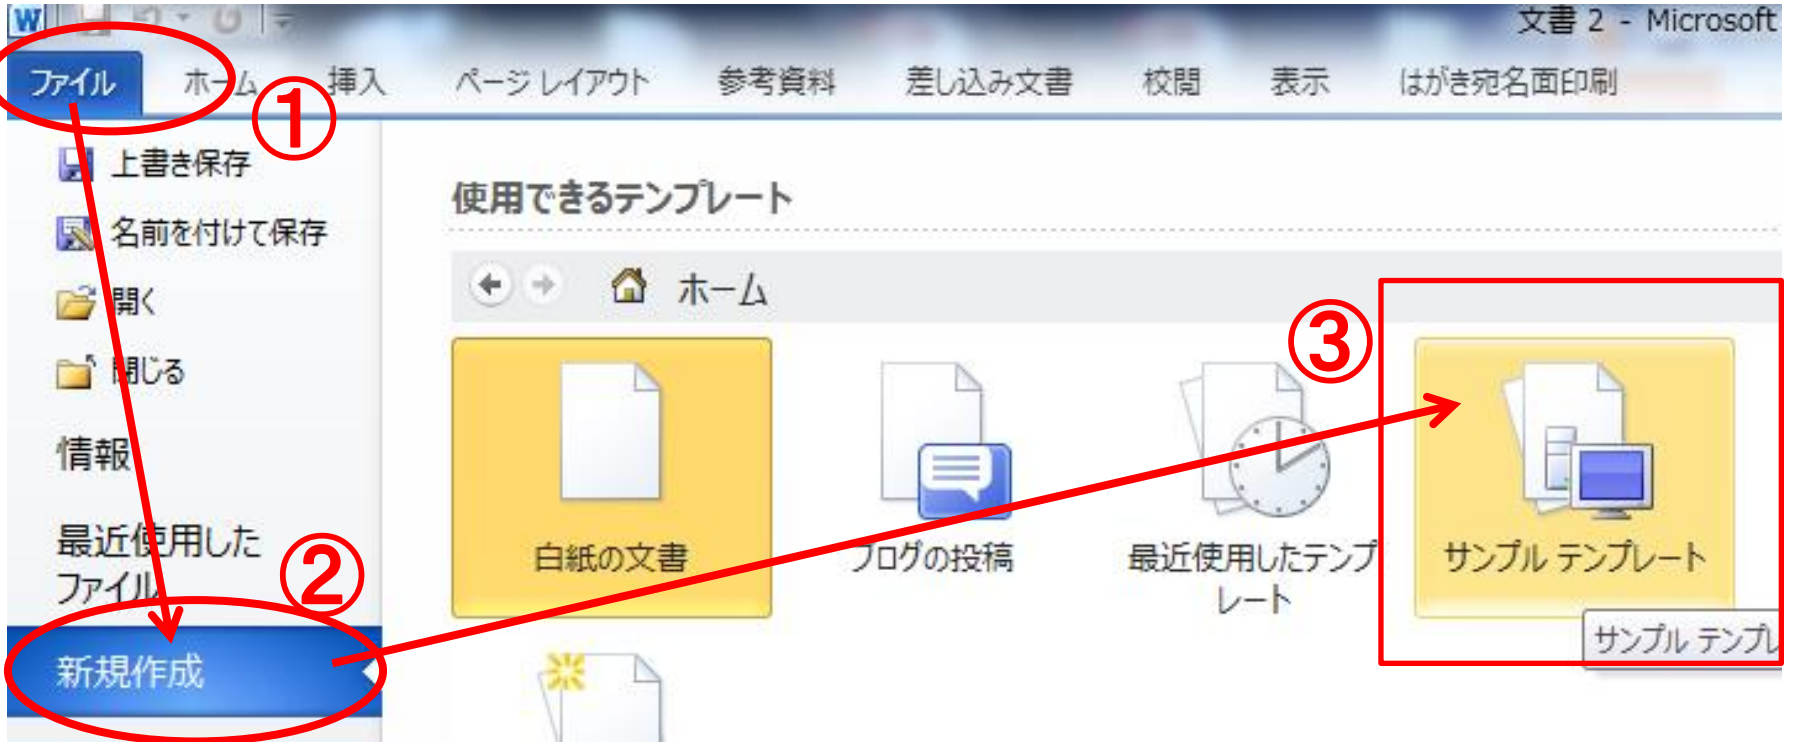 W
文書 2 - Microsoft
ファイル ホーム 挿入 ページ レイアウト 参考資料 差し込み文書 校閲 表示 はがき宛名面印刷
①
上書き保存
名前を付けて保存
開く
閉じる
情報
最近使用した
ファイル
②
新規作成
使用できるテンプレート
ホーム
③
白紙の文書
ブログの投稿
最近使用したテンプ
レート
サンプル テンプレート
サンプル テンプレ